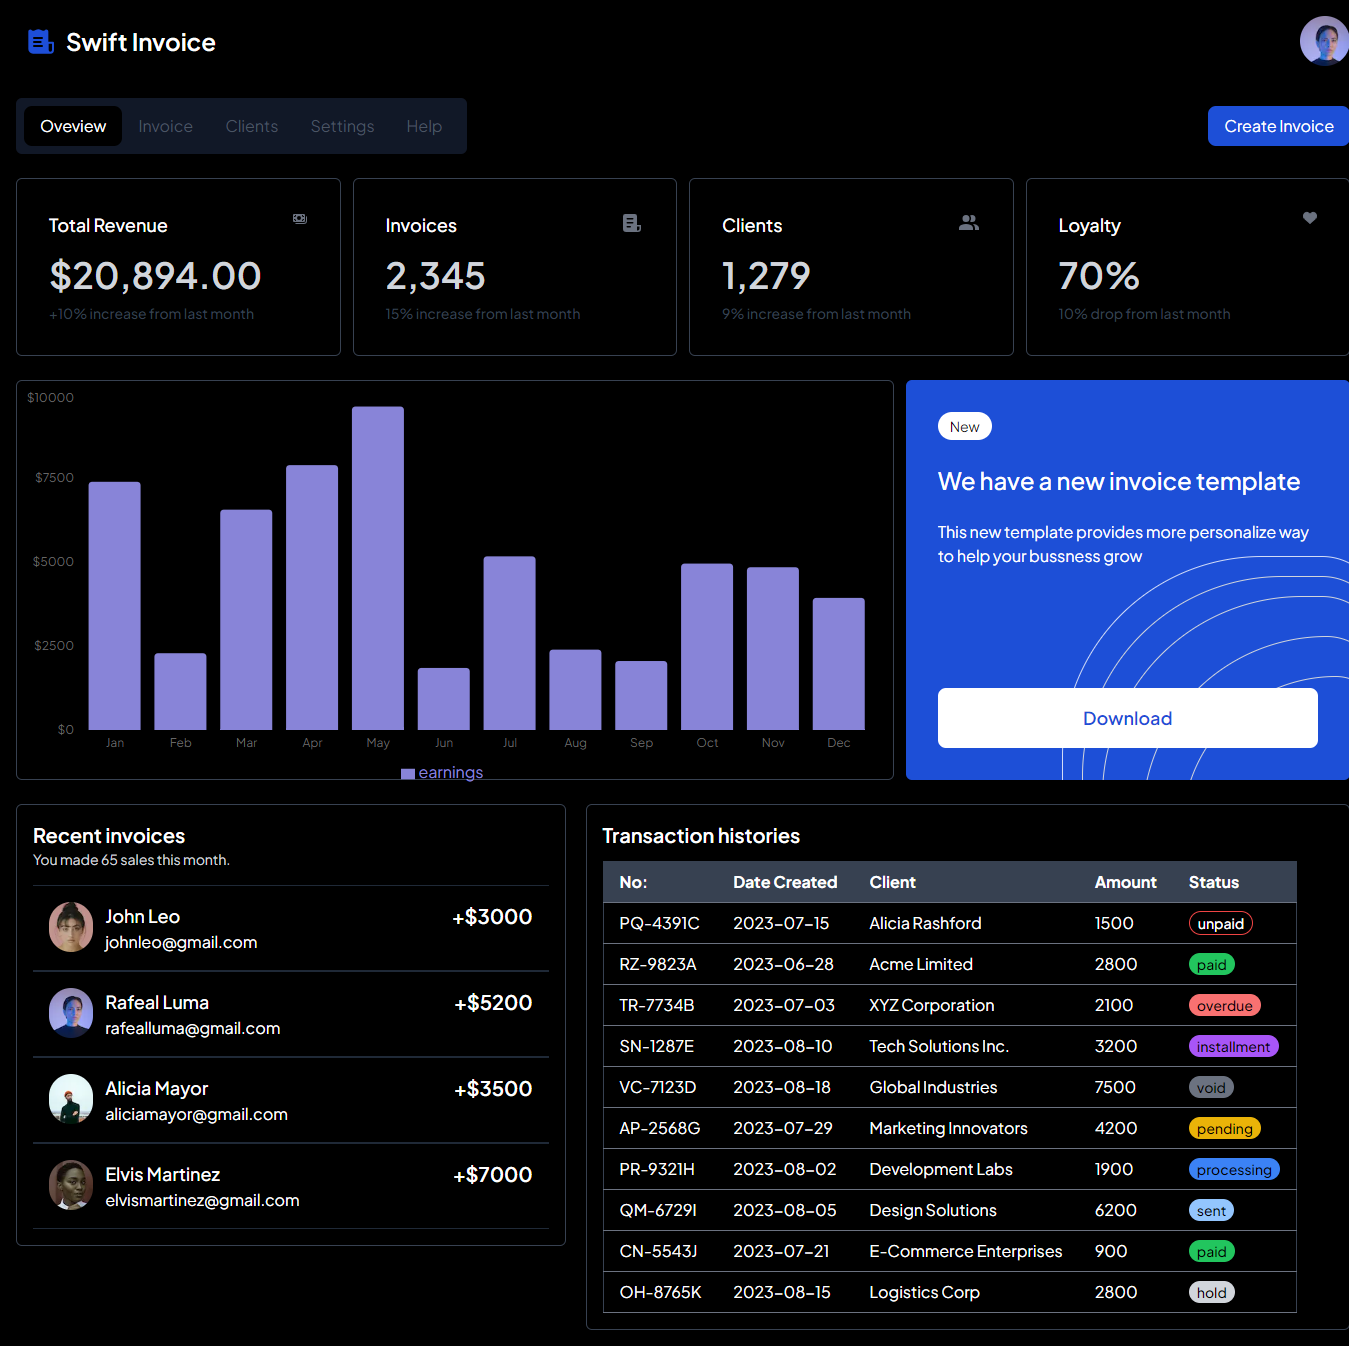 Swift Invoice
Oveview Invoice Clients Settings Help
Create Invoice
Total Revenue
$20,894.00
+10% increase from last month
Invoices
2,345
15% increase from last month
Clients
1,279
9% increase from last month
Loyalty
70%
10% drop from last month
$10000
$7500
$5000
$2500
$0
Jan Feb Mar Apr May Jun Jul Aug Sep Oct Nov Dec
earnings
New
We have a new invoice template
This new template provides more personalize way
to help your bussness grow
Download
Recent invoices
You made 65 sales this month.
John Leo +$3000
johnleo@gmail.com
Rafeal Luma +$5200
rafealluma@gmail.com
Alicia Mayor +$3500
aliciamayor@gmail.com
Elvis Martinez +$7000
elvismartinez@gmail.com
Transaction histories
No: Date Created Client Amount Status
PQ-4391C 2023-07-15 Alicia Rashford 1500 unpaid
RZ-9823A 2023-06-28 Acme Limited 2800 paid
TR-7734B 2023-07-03 XYZ Corporation 2100 overdue
SN-1287E 2023-08-10 Tech Solutions Inc. 3200 installment
VC-7123D 2023-08-18 Global Industries 7500 void
AP-2568G 2023-07-29 Marketing Innovators 4200 pending
PR-9321H 2023-08-02 Development Labs 1900 processing
QM-6729I 2023-08-05 Design Solutions 6200 sent
CN-5543J 2023-07-21 E-Commerce Enterprises 900 paid
OH-8765K 2023-08-15 Logistics Corp 2800 hold